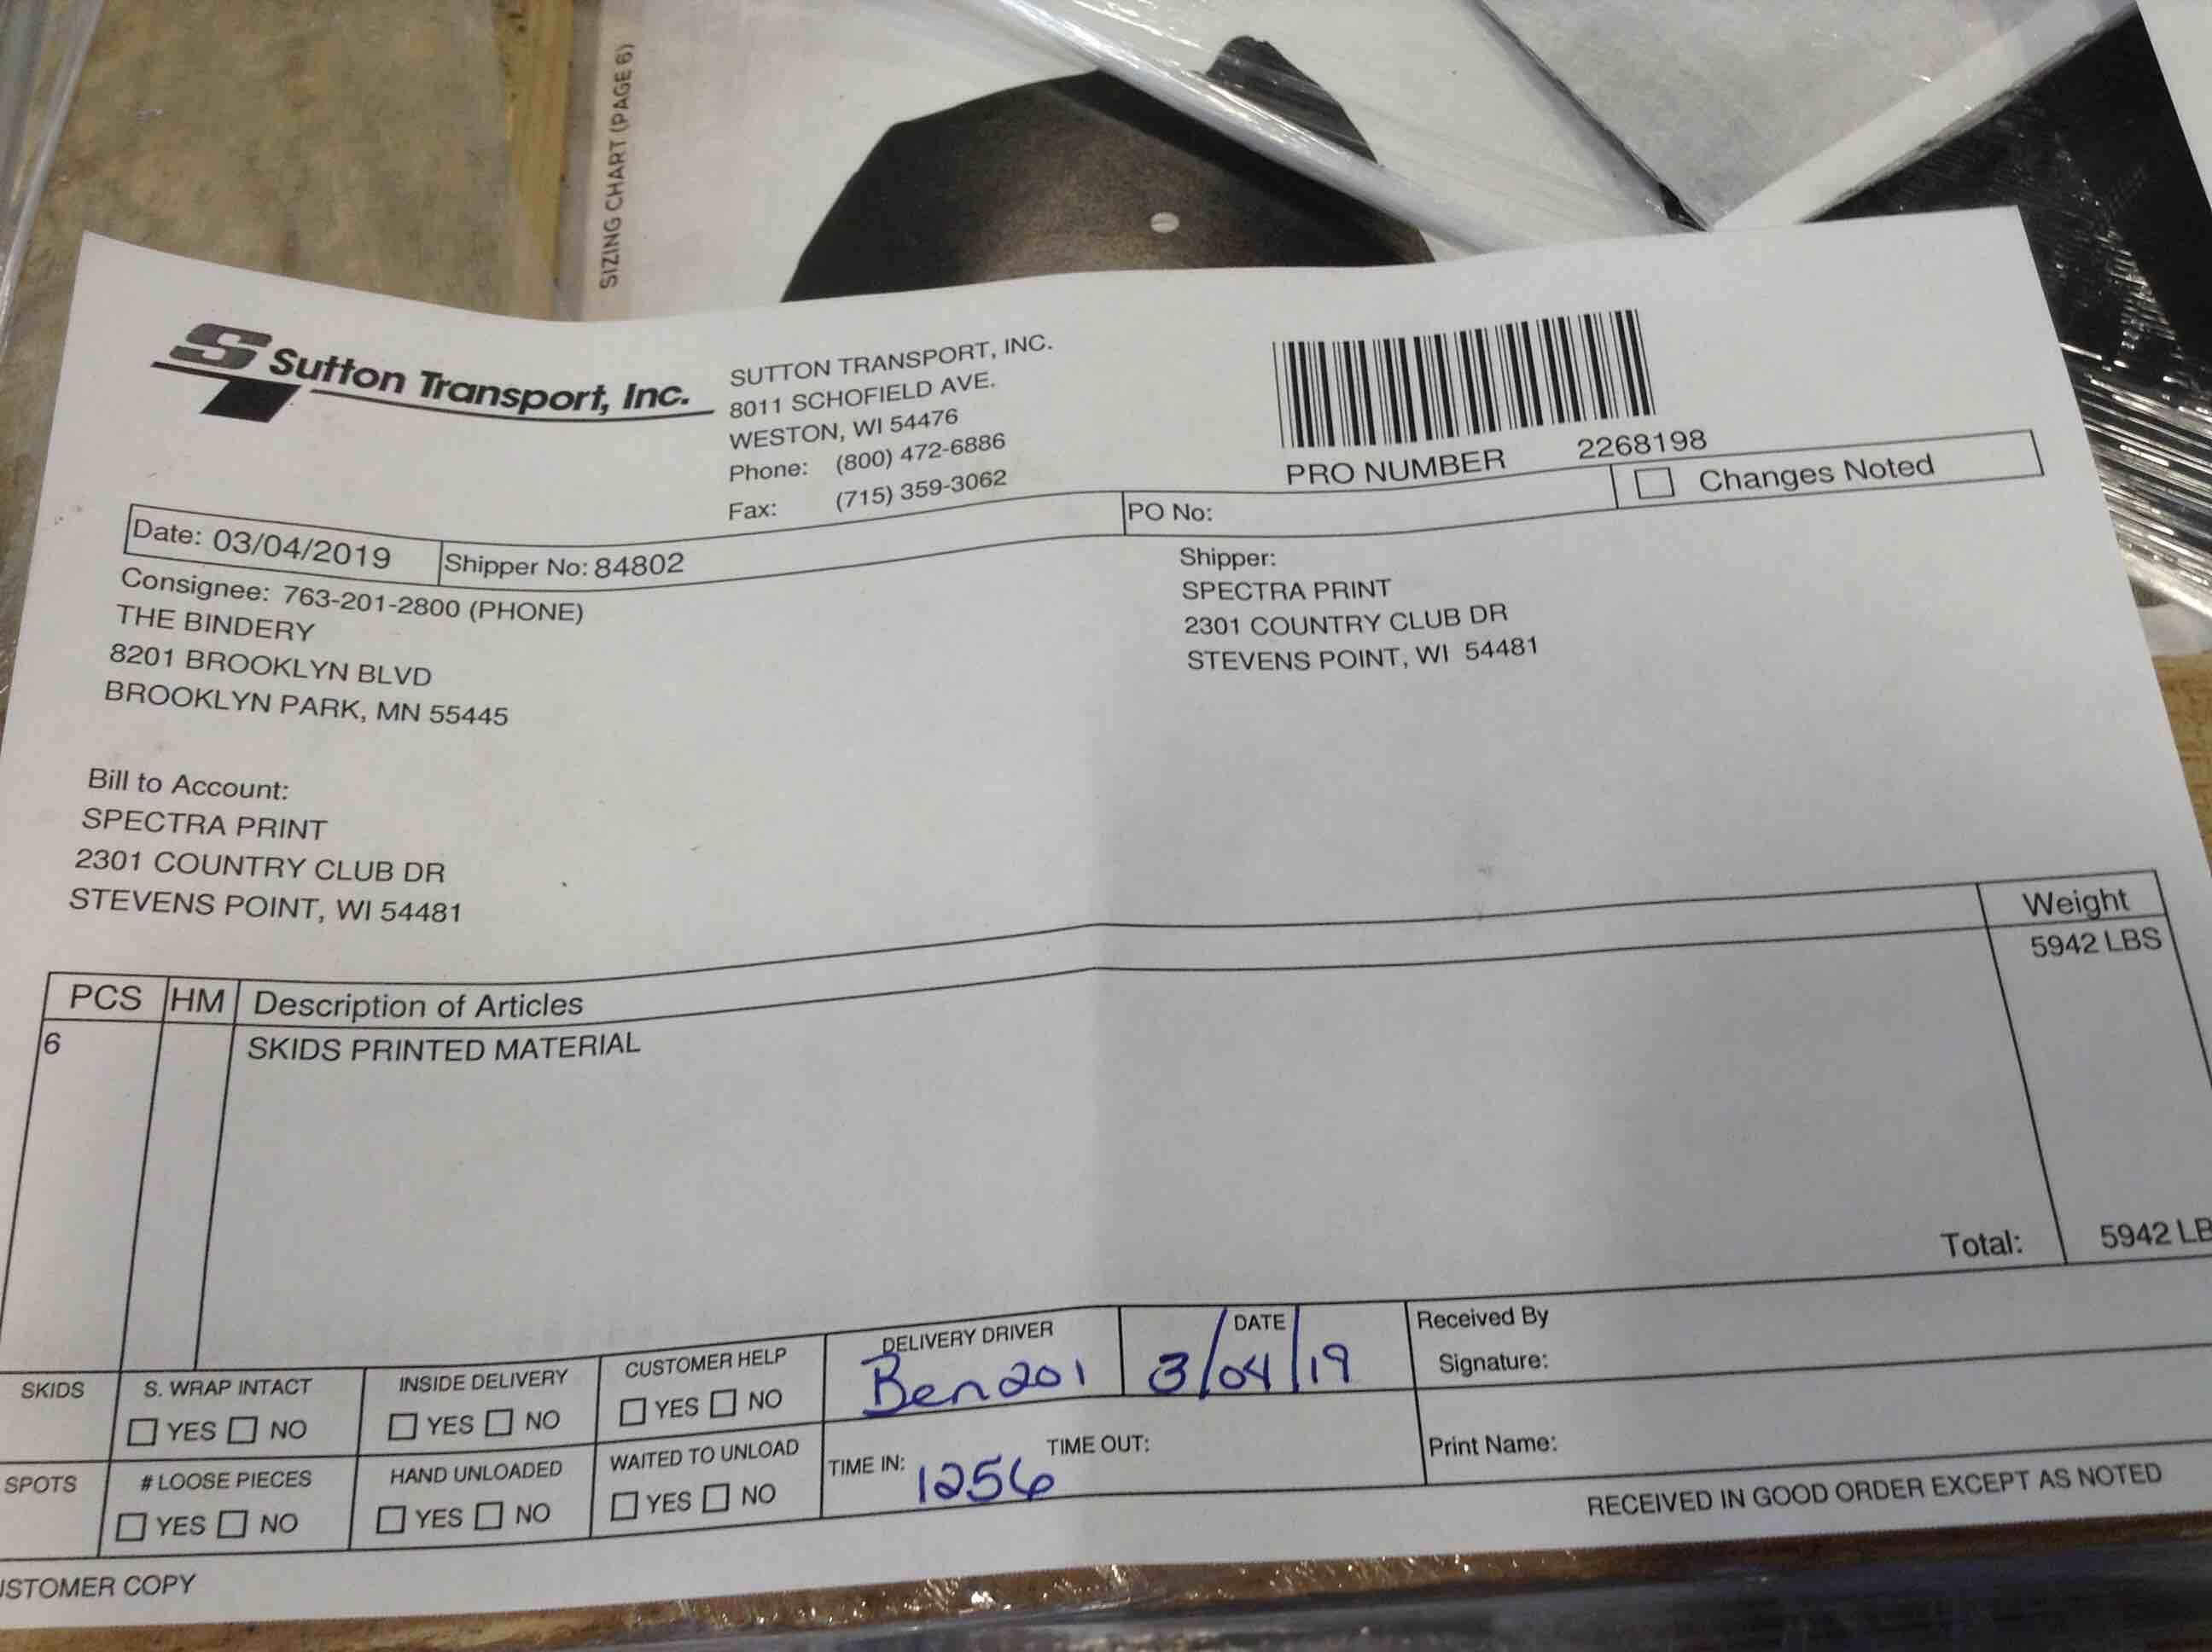 SIZING CHART (PAGE 6)
S Sutton Transport, Inc.
SUTTON TRANSPORT, INC.
8011 SCHOFIELD AVE.
WESTON, WI 54476
Phone: (800) 472-6886
Fax: (715) 359-3062
PRO NUMBER 2268198
Changes Noted
Date: 03/04/2019 Shipper No: 84802 PO No:
Consignee: 763-201-2800 (PHONE)
THE BINDERY
8201 BROOKLYN BLVD
BROOKLYN PARK, MN 55445
Shipper:
SPECTRA PRINT
2301 COUNTRY CLUB DR
STEVENS POINT, WI 54481
Bill to Account:
SPECTRA PRINT
2301 COUNTRY CLUB DR
STEVENS POINT, WI 54481
PCS HM Description of Articles Weight
6 SKIDS PRINTED MATERIAL 5942 LBS
Total: 5942 LB
SKIDS S. WRAP INTACT INSIDE DELIVERY CUSTOMER HELP DELIVERY DRIVER DATE Received By
YES NO YES NO YES NO Ben 201 3/04/19 Signature:
SPOTS # LOOSE PIECES HAND UNLOADED WAITED TO UNLOAD TIME IN: 1256 TIME OUT: Print Name:
YES NO YES NO YES NO
RECEIVED IN GOOD ORDER EXCEPT AS NOTED
USTOMER COPY